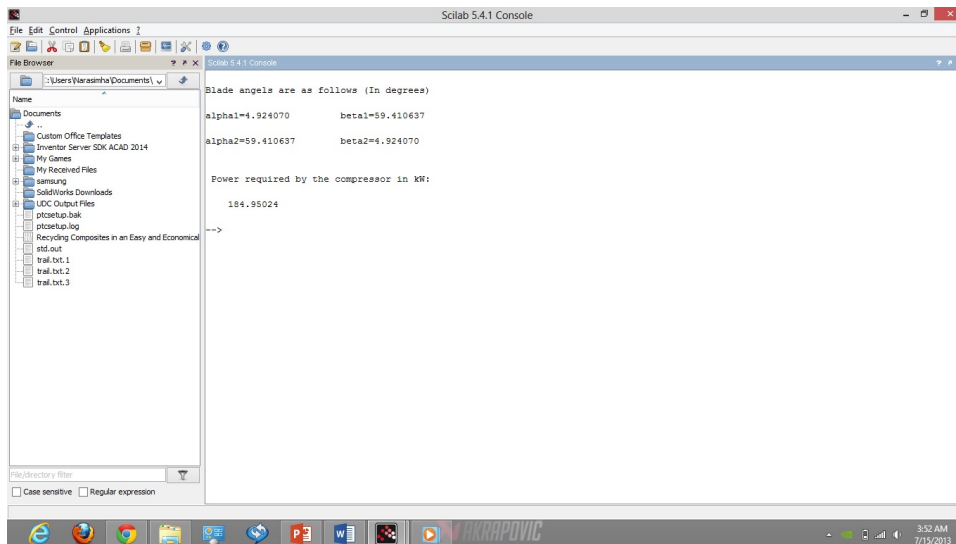 Scilab 5.4.1 Console
File Edit Control Applications ?
File Browser
Scilab 5.4.1 Console
:\Users\Narasimha\Documents\
Name
Documents
..
Custom Office Templates
Inventor Server SDK ACAD 2014
My Games
My Received Files
samsung
SolidWorks Downloads
UDC Output Files
ptcsetup.bak
ptcsetup.log
Recycling Composites in an Easy and Economical
std.out
trail.txt.1
trail.txt.2
trail.txt.3
File/directory filter
Case sensitive Regular expression
Blade angels are as follows (In degrees)
alpha1=4.924070 beta1=59.410637
alpha2=59.410637 beta2=4.924070
Power required by the compressor in kW:
184.95024
-->
AKRAPOVIC
3:52 AM
7/15/2013